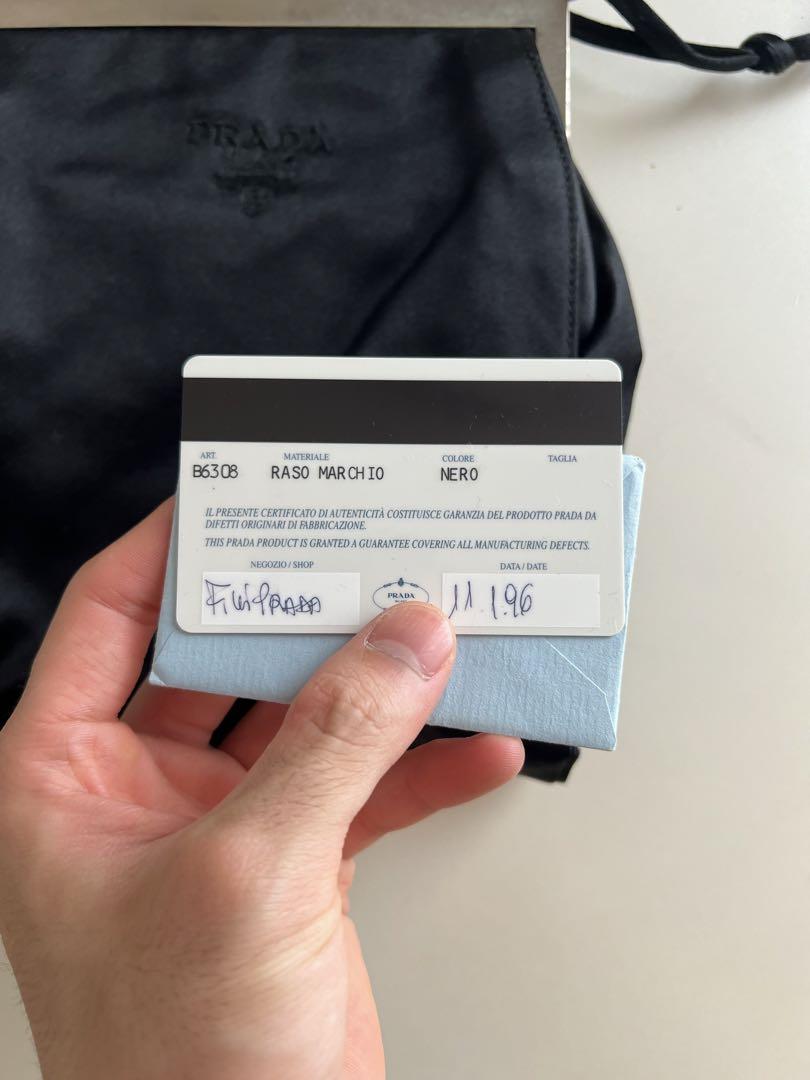 PRADA
ART.
MATERIALE
COLORE
TAGLIA
B6308
RASO MARCHIO
NERO
IL PRESENTE CERTIFICATO DI AUTENTICITÀ COSTITUISCE GARANZIA DEL PRODOTTO PRADA DA
DIFETTI ORIGINARI DI FABBRICAZIONE.
THIS PRADA PRODUCT IS GRANTED A GUARANTEE COVERING ALL MANUFACTURING DEFECTS.
NEGOZIO / SHOP
DATA / DATE
PRADA
PRADA
11.1.96